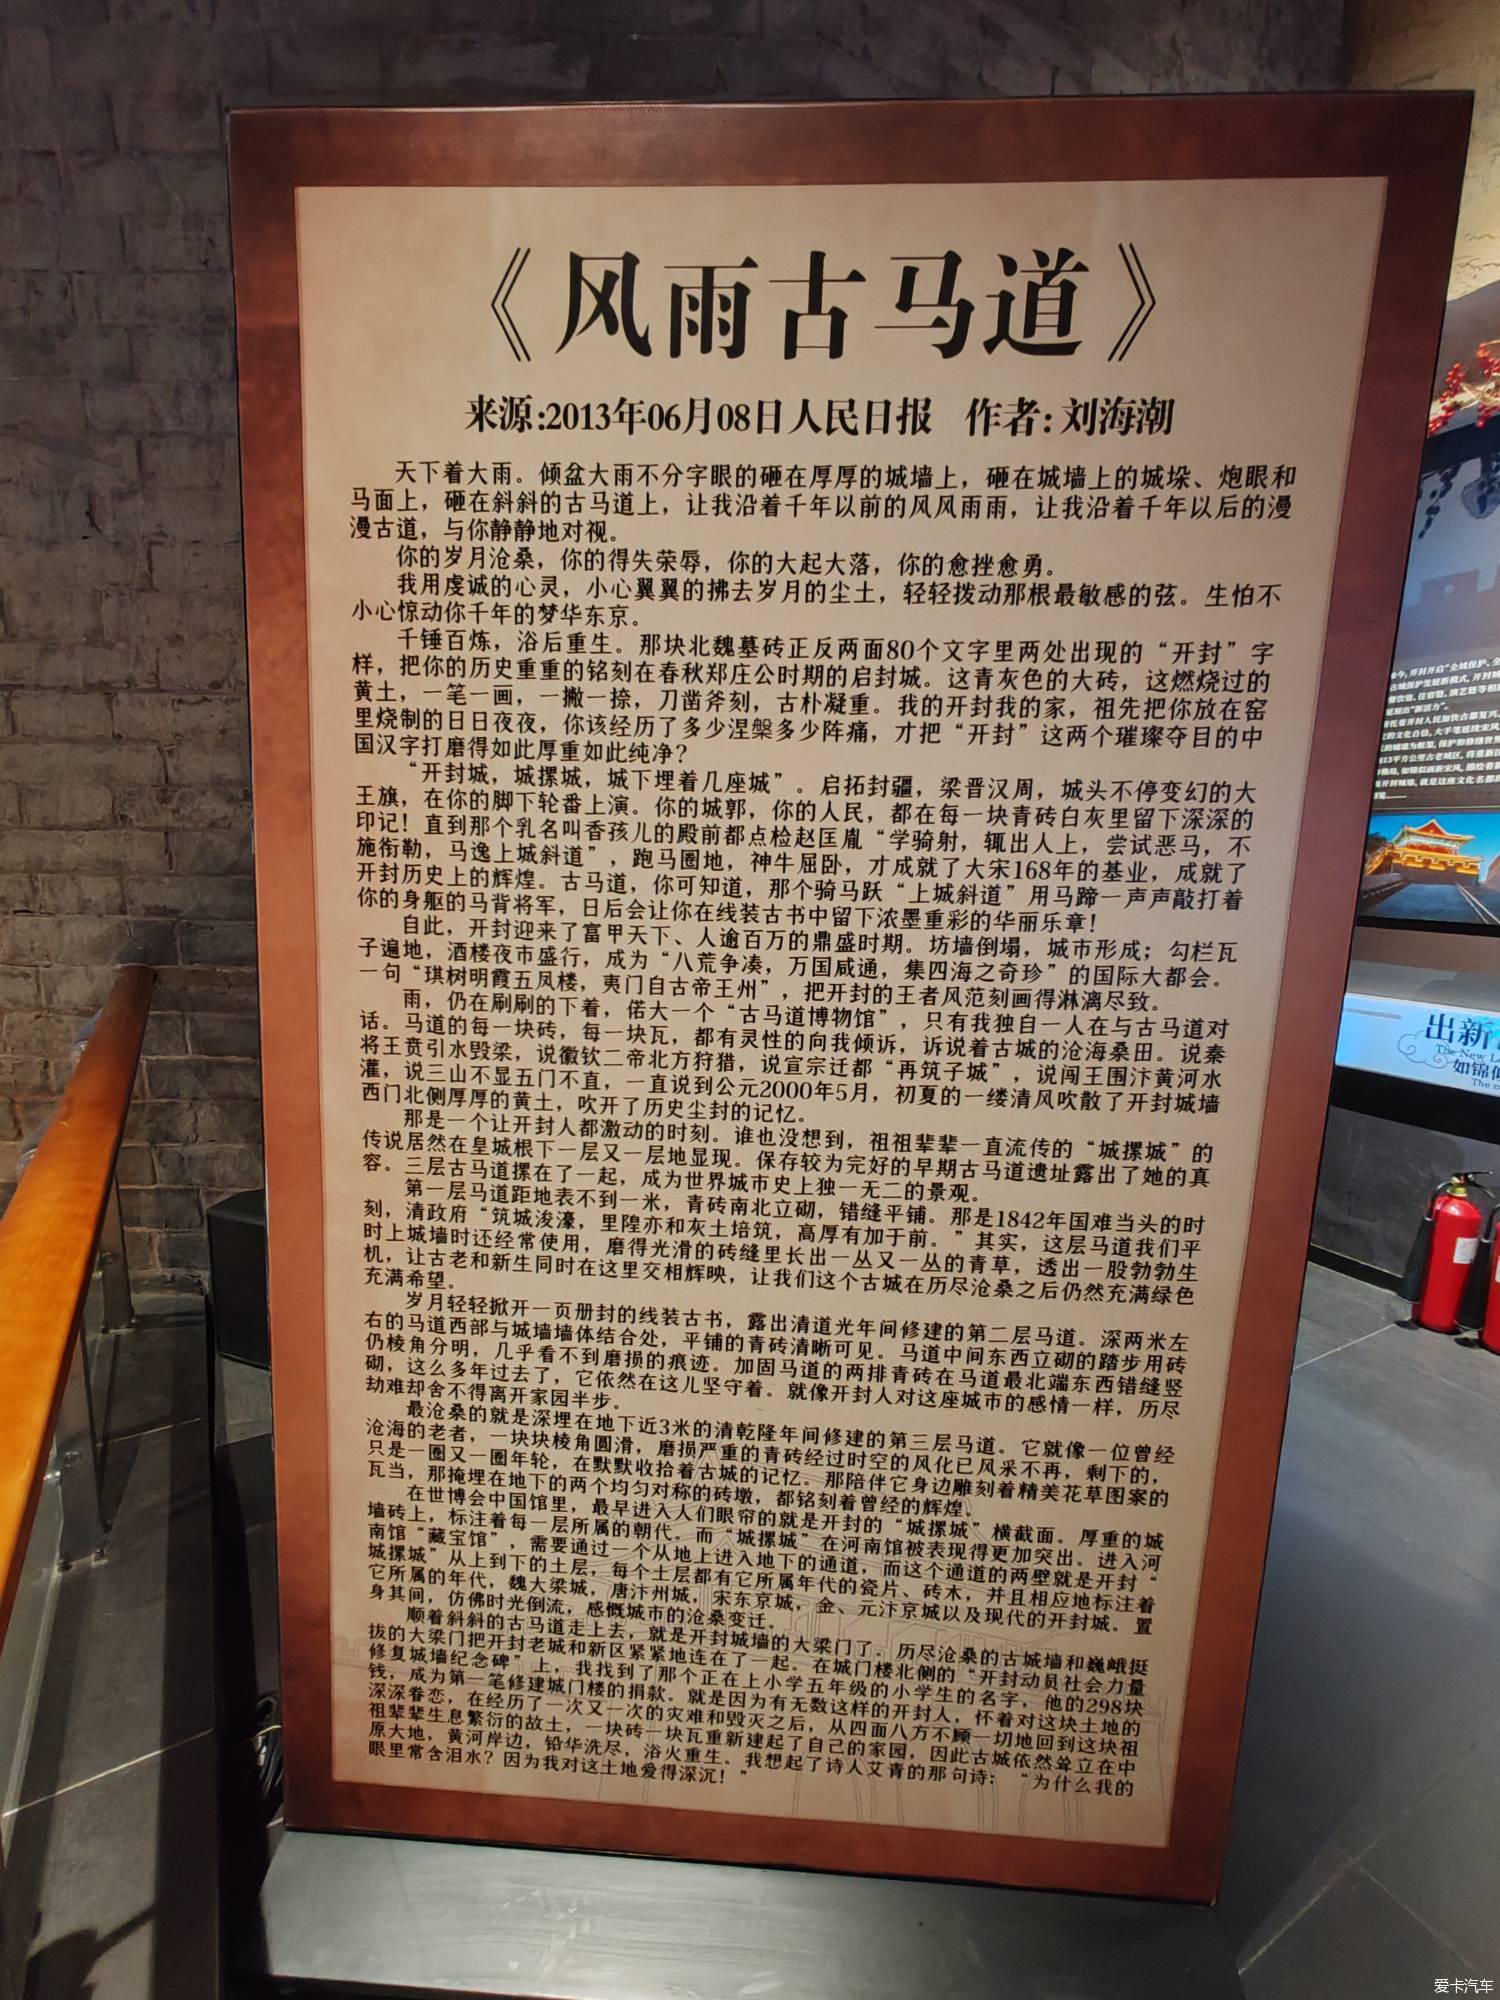 《风雨古马道》
来源:2013年06月08日人民日报 作者:刘海潮
天下着大雨。倾盆大雨不分字眼的砸在厚厚的城墙上，砸在城墙上的城垛、炮眼和
马面上，砸在斜斜的古马道上，让我沿着千年以前的风风雨雨，让我沿着千年以后的漫
漫古道，与你静静地对视。
你的岁月沧桑，你的得失荣辱，你的大起大落，你的愈挫愈勇。
我用虔诚的心灵，小心翼翼的拂去岁月的尘土，轻轻拨动那根最敏感的弦。生怕不
小心惊动你千年的梦华东京。
千锤百炼，浴后重生。那块北魏墓砖正反两面80个文字里两处出现的“开封”字
样，把你的历史重重的铭刻在春秋郑庄公时期的启封城。这青灰色的大砖，这燃烧过的
黄土，一笔一画，一撇一捺，刀凿斧刻，古朴凝重。我的开封我的家，祖先把你放在窑
里烧制的日日夜夜，你该经历了多少涅槃多少阵痛，才把“开封”这两个璀璨夺目的中
国汉字打磨得如此厚重如此纯净？
“开封城，城摞城，城下埋着几座城”。启拓封疆，梁晋汉周，城头不停变幻的大
王旗，在你的脚下轮番上演。你的城郭，你的人民，都在每一块青砖白灰里留下深深的
印记！直到那个乳名叫香孩儿的殿前都点检赵匡胤“学骑射，辄出人上，尝试恶马，不
施衔勒，马逸上城斜道”，跑马圈地，神牛屈卧，才成就了大宋168年的基业，成就了
开封历史上的辉煌。古马道，你可知道，那个骑马跃“上城斜道”用马蹄一声声敲打着
你的身躯的马背将军，日后会让你在线装古书中留下浓墨重彩的华丽乐章！
自此，开封迎来了富甲天下、人逾百万的鼎盛时期。坊墙倒塌，城市形成；勾栏瓦
子遍地，酒楼夜市盛行，成为“八荒争凑，万国咸通，集四海之奇珍”的国际大都会。
一句“琪树明霞五凤楼，夷门自古帝王州”，把开封的王者风范刻画得淋漓尽致。
雨，仍在刷刷的下着，偌大一个“古马道博物馆”，只有我独自一人在与古马道对
话。马道的每一块砖，每一块瓦，都有灵性的向我倾诉，诉说着古城的沧海桑田。说秦
将王贲引水毁梁，说徽钦二帝北方狩猎，说宣宗迁都“再筑子城”，说闯王围汴黄河水
灌，说三山不显五门不直，一直说到公元2000年5月，初夏的一缕清风吹散了开封城墙
西门北侧厚厚的黄土，吹开了历史尘封的记忆。
那是一个让开封人都激动的时刻。谁也没想到，祖祖辈辈一直流传的“城摞城”的
传说居然在皇城根下一层又一层地显现。保存较为完好的早期古马道遗址露出了她的真
容。三层古马道摞在了一起，成为世界城市史上独一无二的景观。
第一层马道距地表不到一米，青砖南北立砌，错缝平铺。那是1842年国难当头的时
刻，清政府“筑城浚濠，里隍亦和灰土培筑，高厚有加于前。”其实，这层马道我们平
时上城墙时还经常使用，磨得光滑的砖缝里长出一丛又一丛的青草，透出一股勃勃生
机，让古老和新生同时在这里交相辉映，让我们这个古城在历尽沧桑之后仍然充满绿色
充满希望。
岁月轻轻掀开一页册封的线装古书，露出清道光年间修建的第二层马道。深两米左
右的马道西部与城墙墙体结合处，平铺的青砖清晰可见。马道中间东西立砌的踏步用砖
仍棱角分明，几乎看不到磨损的痕迹。加固马道的两排青砖在马道最北端东西错缝竖
砌，这么多年过去了，它依然在这儿坚守着。就像开封人对这座城市的感情一样，历尽
劫难却舍不得离开家园半步。
最沧桑的就是深埋在地下近3米的清乾隆年间修建的第三层马道。它就像一位曾经
沧海的老者，一块块棱角圆滑，磨损严重的青砖经过时空的风化已风采不再，剩下的，
只是一圈又一圈年轮，在默默收拾着古城的记忆。那陪伴它身边雕刻着精美花草图案的
瓦当，那掩埋在地下的两个均匀对称的砖墩，都铭刻着曾经的辉煌。
在世博会中国馆里，最早进入人们眼帘的就是开封的“城摞城”横截面。厚重的城
墙砖上，标注着每一层所属的朝代。而“城摞城”在河南馆被表现得更加突出。进入河
南馆“藏宝馆”，需要通过一个从地上进入地下的通道，而这个通道的两壁就是开封“
城摞城”从上到下的土层，每个土层都有它所属年代的瓷片、砖木，并且相应地标注着
它所属的年代，魏大梁城，唐汴州城，宋东京城，金、元汴京城以及现代的开封城。置
身其间，仿佛时光倒流，感慨城市的沧桑变迁。
顺着斜斜的古马道走上去，就是开封城墙的大梁门了。历尽沧桑的古城墙和巍峨挺
拔的大梁门把开封老城和新区紧紧地连在了一起。在城门楼北侧的“开封动员社会力量
修复城墙纪念碑”上，我找到了那个正在上小学五年级的小学生的名字，他的298块
钱，成为第一笔修建城门楼的捐款。就是因为有无数这样的开封人，怀着对这块土地的
深深眷恋，在经历了一次又一次的灾难和毁灭之后，从四面八方不顾一切地回到这块祖
祖辈辈生息繁衍的故土，一块砖一块瓦重新建起了自己的家园，因此古城依然耸立在中
原大地，黄河岸边，铅华洗尽，浴火重生。我想起了诗人艾青的那句诗：“为什么我的
眼里常含泪水？因为我对这土地爱得深沉！”
出新
The New L
如锦似
爱卡汽车